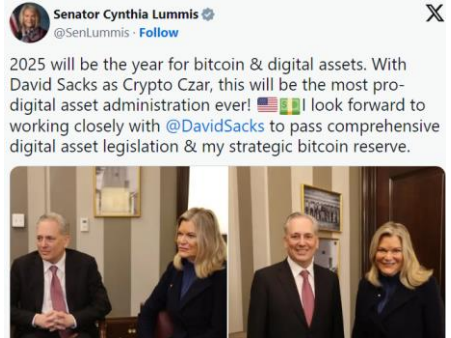 Senator Cynthia Lummis
@SenLummis · Follow
2025 will be the year for bitcoin & digital assets. With
David Sacks as Crypto Czar, this will be the most pro-
digital asset administration ever! 🇺🇸💵I look forward to
working closely with @DavidSacks to pass comprehensive
digital asset legislation & my strategic bitcoin reserve.